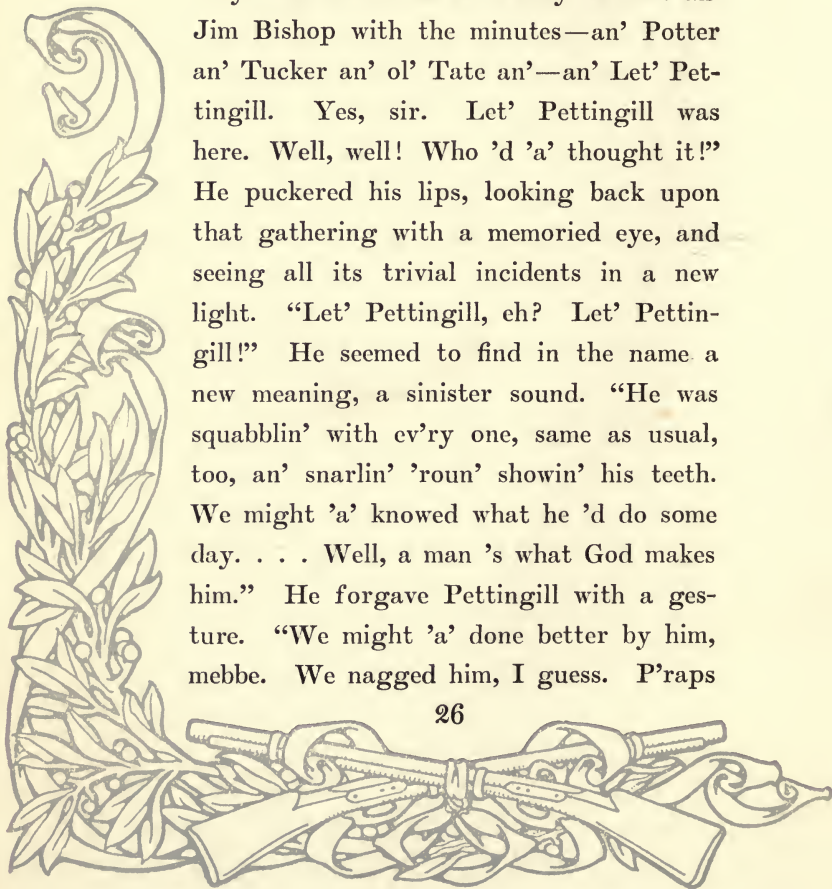 Jim Bishop with the minutes—an' Potter
an' Tucker an' ol' Tate an'—an' Let' Pet-
tingill. Yes, sir. Let' Pettingill was
here. Well, well! Who 'd 'a' thought it!"
He puckered his lips, looking back upon
that gathering with a memoried eye, and
seeing all its trivial incidents in a new
light. "Let' Pettingill, eh? Let' Pettin-
gill!" He seemed to find in the name a
new meaning, a sinister sound. "He was
squabblin' with ev'ry one, same as usual,
too, an' snarlin' 'roun' showin' his teeth.
We might 'a' knowed what he 'd do some
day. . . . Well, a man 's what God makes
him." He forgave Pettingill with a ges-
ture. "We might 'a' done better by him,
mebbe. We nagged him, I guess. P'raps
26